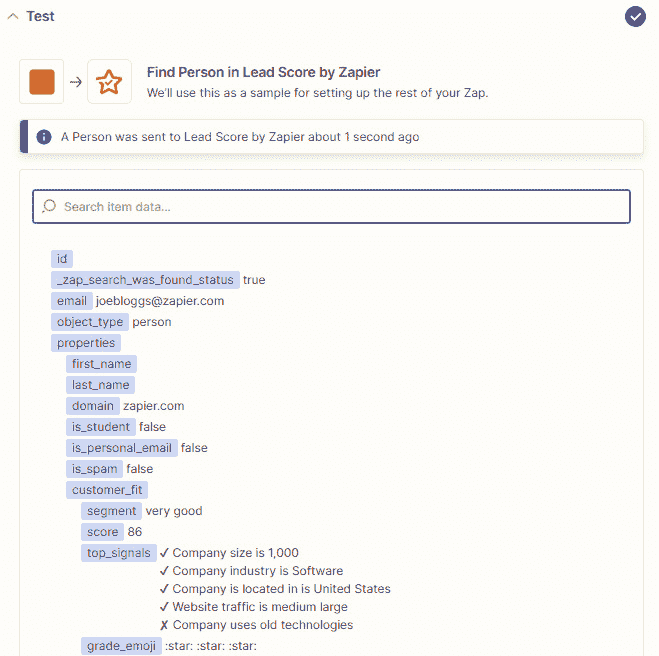 Test
Find Person in Lead Score by Zapier
We'll use this as a sample for setting up the rest of your Zap.
A Person was sent to Lead Score by Zapier about 1 second ago
Search item data...
id
_zap_search_was_found_status true
email joebloggs@zapier.com
object_type person
properties
first_name
last_name
domain zapier.com
is_student false
is_personal_email false
is_spam false
customer_fit
segment very good
score 86
top_signals ✓ Company size is 1,000
✓ Company industry is Software
✓ Company is located in is United States
✓ Website traffic is medium large
✗ Company uses old technologies
grade_emoji :star: :star: :star: